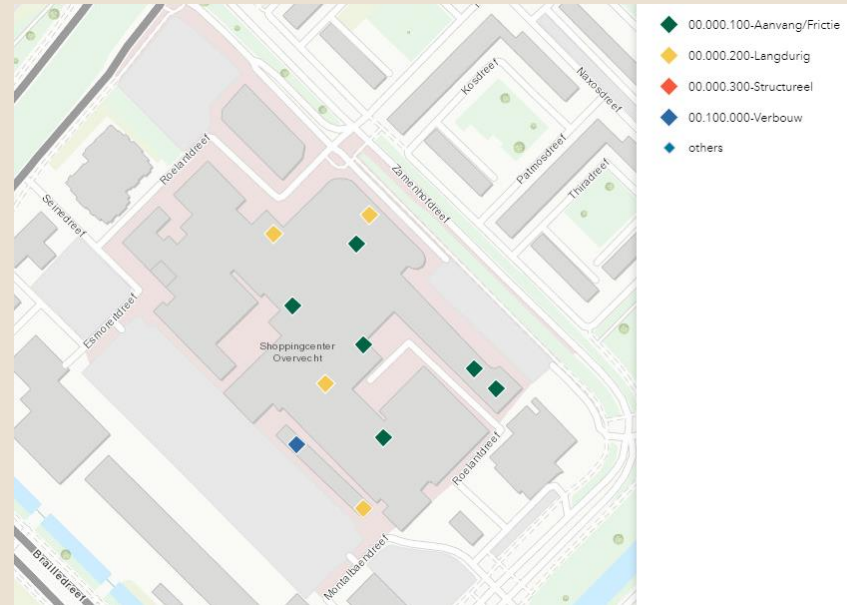 00.000.100-Aanvang/Frictie
00.000.200-Langdurig
00.000.300-Structureel
00.100.000-Verbouw
others
Kosdreef
Naxosdreef
Patmosdreef
Thiradreef
Zamenhofdreef
Roelantdreef
Seinedreef
Esmoreitdreef
Shoppingcenter
Overvecht
Roelantdreef
Montalbaendreef
Brailledreef